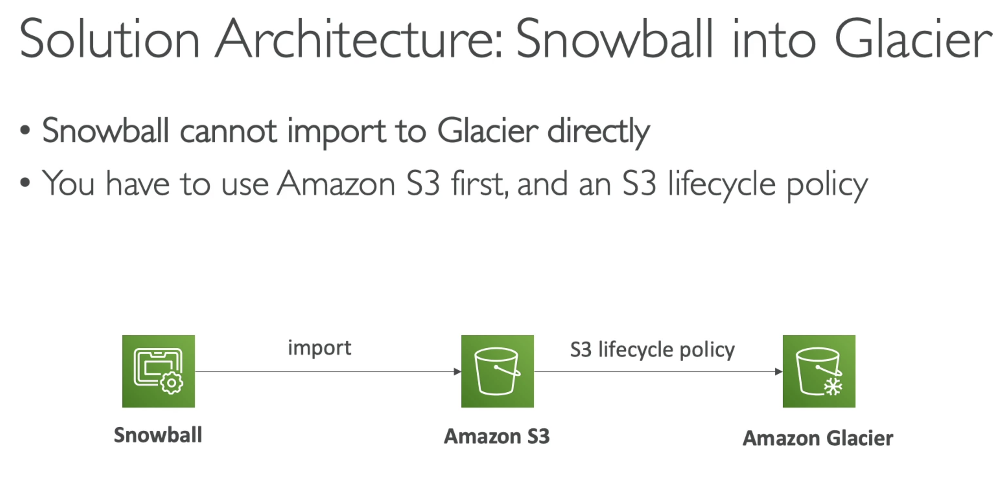 Solution Architecture: Snowball into Glacier
• Snowball cannot import to Glacier directly
• You have to use Amazon S3 first, and an S3 lifecycle policy
import
S3 lifecycle policy
Snowball
Amazon S3
Amazon Glacier